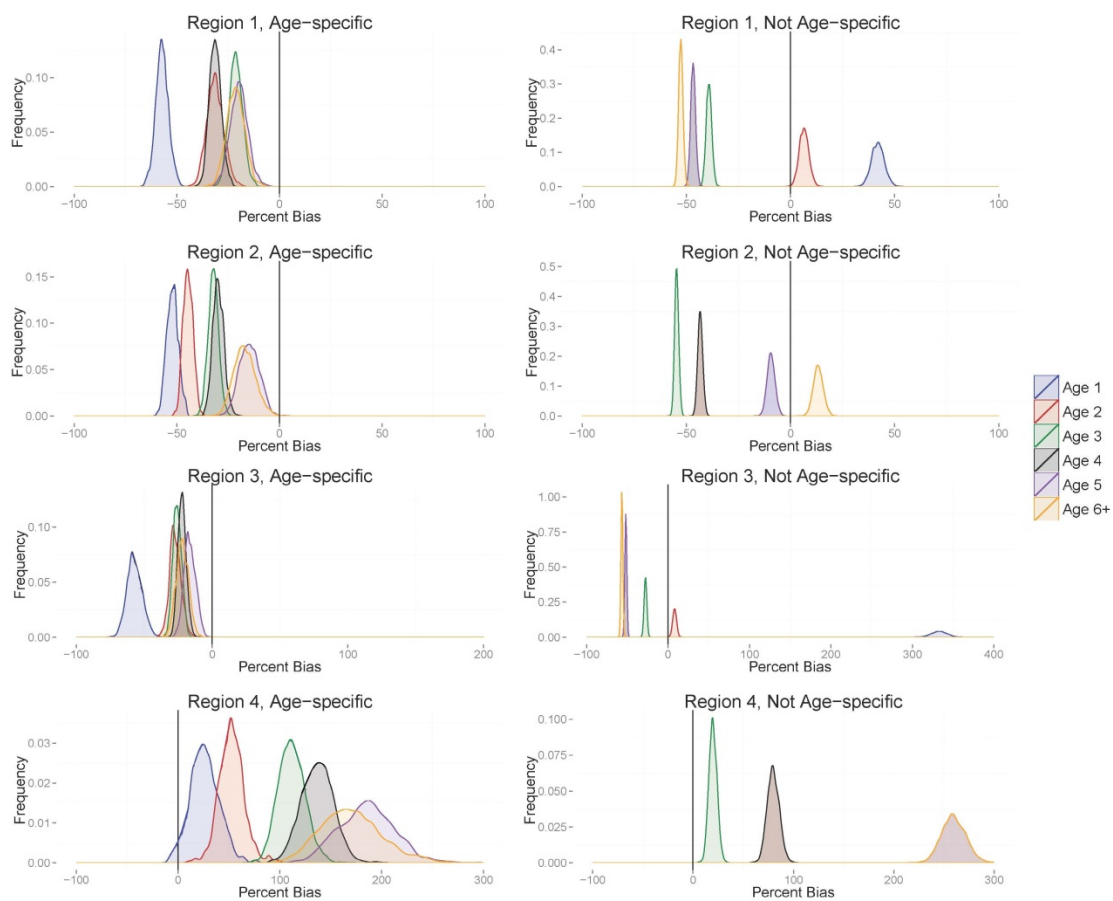 Region 1, Age−specific
Frequency
0.10
0.05
0.00
−100
−50
0
50
100
Percent Bias
Region 1, Not Age−specific
Frequency
0.4
0.3
0.2
0.1
0.0
−100
−50
0
50
100
Percent Bias
Region 2, Age−specific
Frequency
0.15
0.10
0.05
0.00
−100
−50
0
50
100
Percent Bias
Region 2, Not Age−specific
Frequency
0.5
0.4
0.3
0.2
0.1
0.0
−100
−50
0
50
100
Percent Bias
Age 1
Age 2
Age 3
Age 4
Age 5
Age 6+
Region 3, Age−specific
Frequency
0.10
0.05
0.00
−100
0
100
200
Percent Bias
Region 3, Not Age−specific
Frequency
1.00
0.75
0.50
0.25
0.00
−100
0
100
200
300
400
Percent Bias
Region 4, Age−specific
Frequency
0.03
0.02
0.01
0.00
−100
0
100
200
300
Percent Bias
Region 4, Not Age−specific
Frequency
0.100
0.075
0.050
0.025
0.000
−100
0
100
200
300
Percent Bias